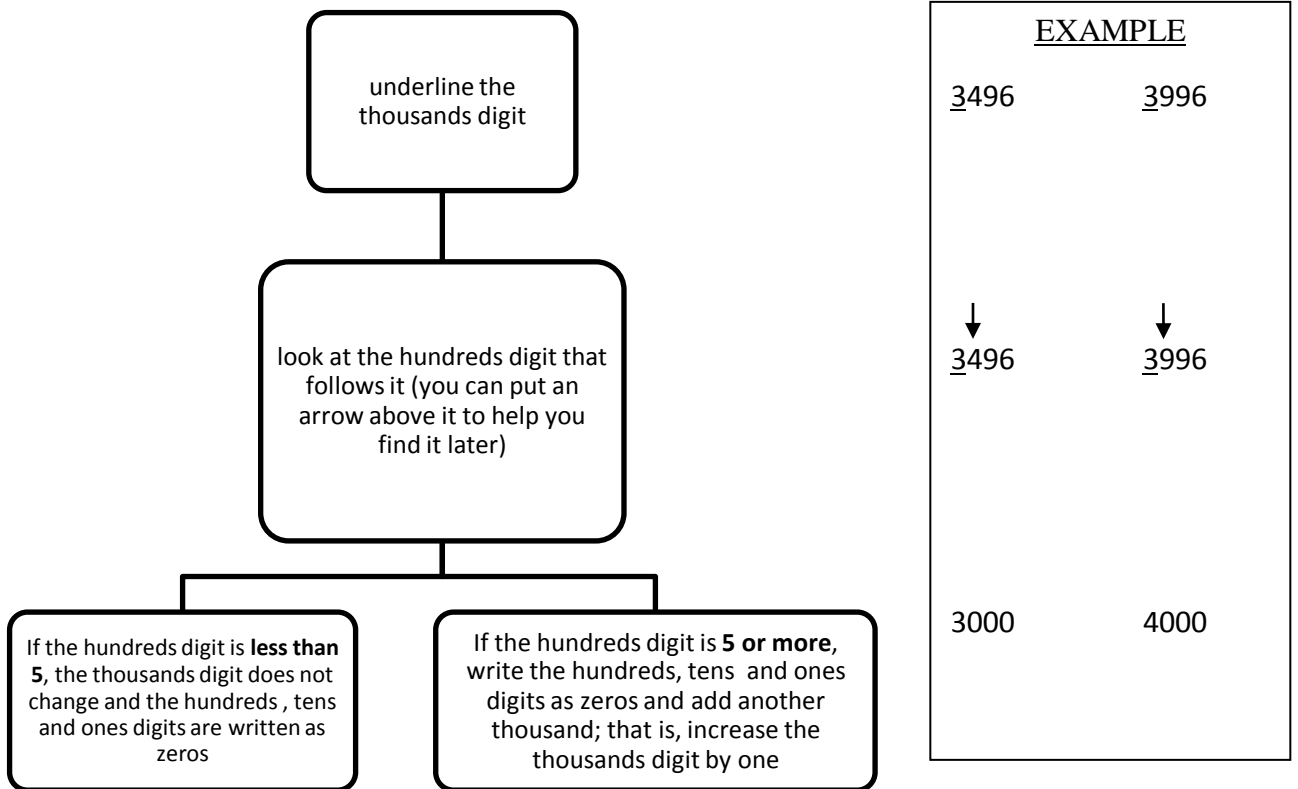 underline the
thousands digit
look at the hundreds digit that
follows it (you can put an
arrow above it to help you
find it later)
If the hundreds digit is less than
5, the thousands digit does not
change and the hundreds , tens
and ones digits are written as
zeros
If the hundreds digit is 5 or more,
write the hundreds, tens  and ones
digits as zeros and add another
thousand; that is, increase the
thousands digit by one
EXAMPLE
3496 3996
3496 3996
3000 4000